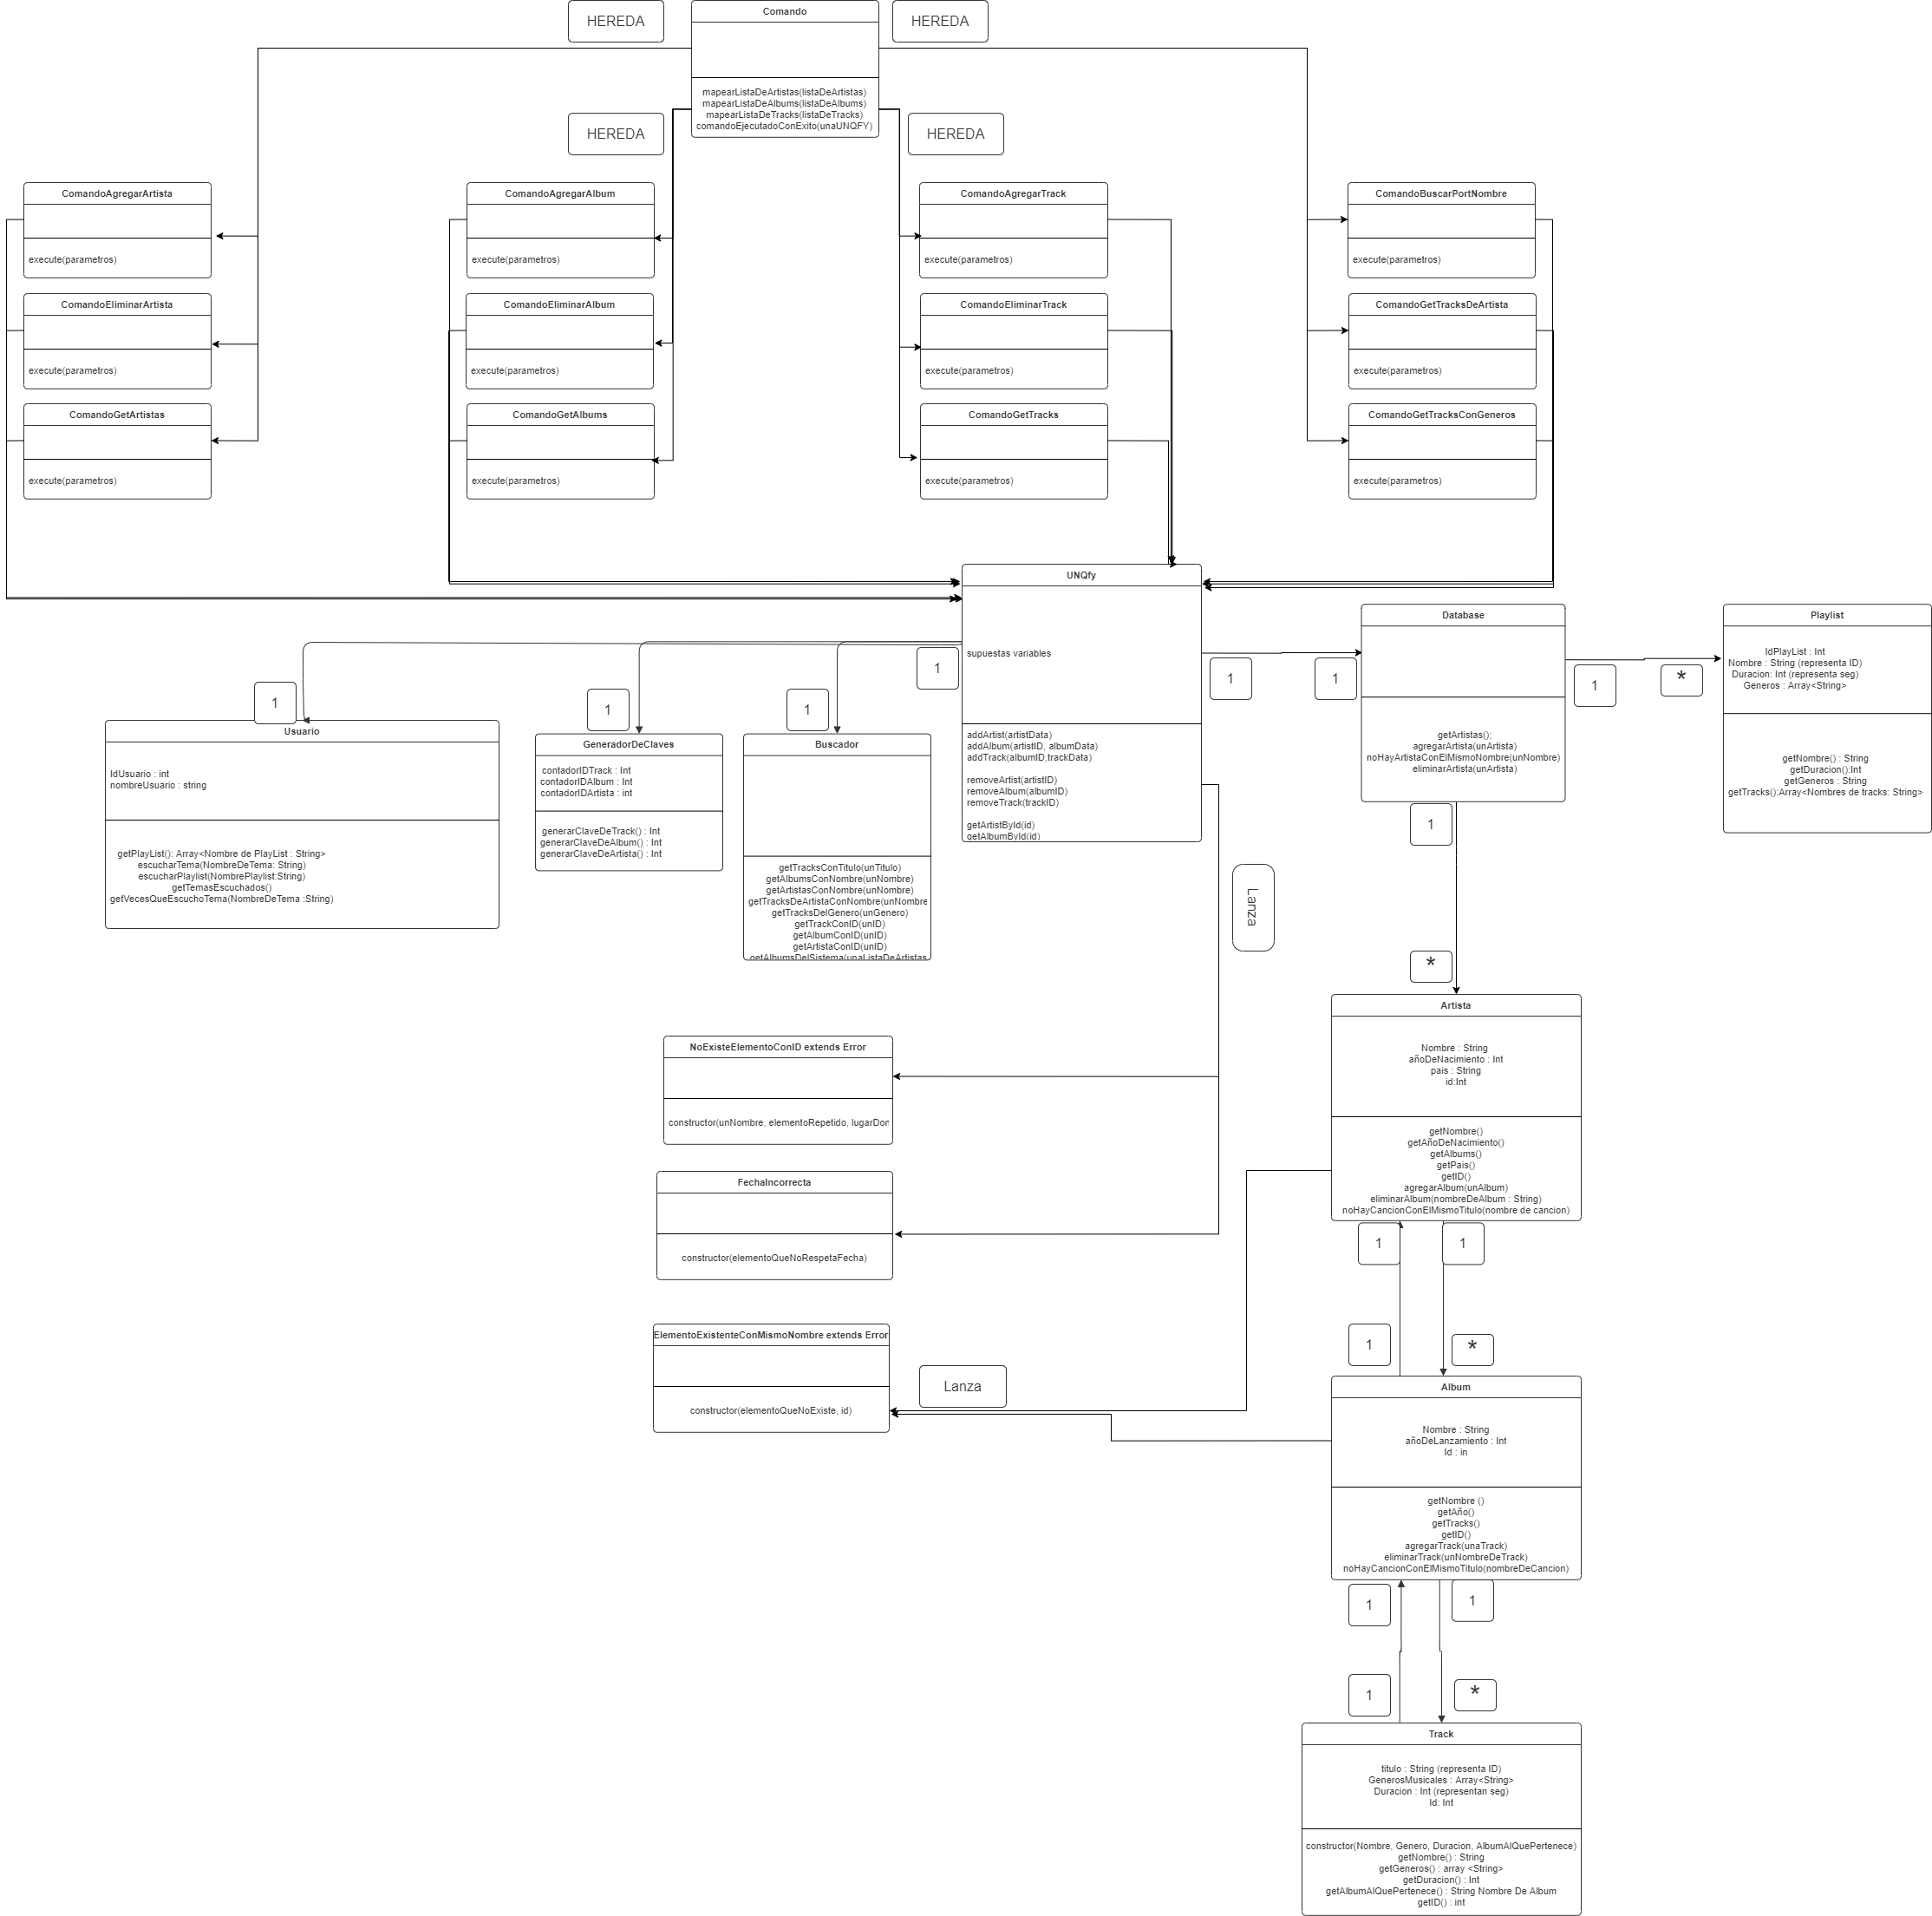 HEREDA
Comando
HEREDA
mapearListaDeArtistas(listaDeArtistas)
mapearListaDeAlbums(listaDeAlbums)
mapearListaDeTracks(listaDeTracks)
comandoEjecutadoConExito(unaUNQFY)
HEREDA
HEREDA
ComandoAgregarArtista
execute(parametros)
ComandoAgregarAlbum
execute(parametros)
ComandoAgregarTrack
execute(parametros)
ComandoBuscarPortNombre
execute(parametros)
ComandoEliminarArtista
execute(parametros)
ComandoEliminarAlbum
execute(parametros)
ComandoEliminarTrack
execute(parametros)
ComandoGetTracksDeArtista
execute(parametros)
ComandoGetArtistas
execute(parametros)
ComandoGetAlbums
execute(parametros)
ComandoGetTracks
execute(parametros)
ComandoGetTracksConGeneros
execute(parametros)
UNQfy
supuestas variables
addArtist(artistData)
addAlbum(artistID, albumData)
addTrack(albumID,trackData)
removeArtist(artistID)
removeAlbum(albumID)
removeTrack(trackID)
getArtistById(id)
getAlbumById(id)
1
1
1
1
1
1
Database
getArtistas();
agregarArtista(unArtista)
noHayArtistaConElMismoNombre(unNombre)
eliminarArtista(unArtista)
1
*
Playlist
IdPlayList : Int
Nombre : String (representa ID)
Duracion: Int (representa seg)
Generos : Array<String>
getNombre() : String
getDuracion():Int
getGeneros : String
getTracks():Array<Nombres de tracks: String>
Usuario
IdUsuario : int
nombreUsuario : string
getPlayList(): Array<Nombre de PlayList : String>
escucharTema(NombreDeTema: String)
escucharPlaylist(NombrePlaylist:String)
getTemasEscuchados()
getVecesQueEscuchoTema(NombreDeTema :String)
GeneradorDeClaves
contadorIDTrack : Int
contadorIDAlbum : Int
contadorIDArtista : int
generarClaveDeTrack() : Int
generarClaveDeAlbum() : Int
generarClaveDeArtista() : Int
Buscador
getTracksConTitulo(unTitulo)
getAlbumsConNombre(unNombre)
getArtistasConNombre(unNombre)
getTracksDeArtistaConNombre(unNombre
getTracksDelGenero(unGenero)
getTrackConID(unID)
getAlbumConID(unID)
getArtistaConID(unID)
getAlbumsDelSistema(unaListaDeArtistas
1
Lanza
*
Artista
Nombre : String
añoDeNacimiento : Int
pais : String
id:Int
getNombre()
getAñoDeNacimiento()
getAlbums()
getPais()
getID()
agregarAlbum(unAlbum)
eliminarAlbum(nombreDeAlbum : String)
noHayCancionConElMismoTitulo(nombre de cancion)
NoExisteElementoConID extends Error
constructor(unNombre, elementoRepetido, lugarDon
FechaIncorrecta
constructor(elementoQueNoRespetaFecha)
1
1
ElementoExistenteConMismoNombre extends Error
constructor(elementoQueNoExiste, id)
Lanza
1
*
Album
Nombre : String
añoDeLanzamiento : Int
Id : in
getNombre ()
getAño()
getTracks()
getID()
agregarTrack(unaTrack)
eliminarTrack(unNombreDeTrack)
noHayCancionConElMismoTitulo(nombreDeCancion)
1
1
1
*
Track
titulo : String (representa ID)
GenerosMusicales : Array<String>
Duracion : Int (representan seg)
Id: Int
constructor(Nombre, Genero, Duracion, AlbumAlQuePertenece)
getNombre() : String
getGeneros() : array <String>
getDuracion() : Int
getAlbumAlQuePertenece() : String Nombre De Album
getID() : int